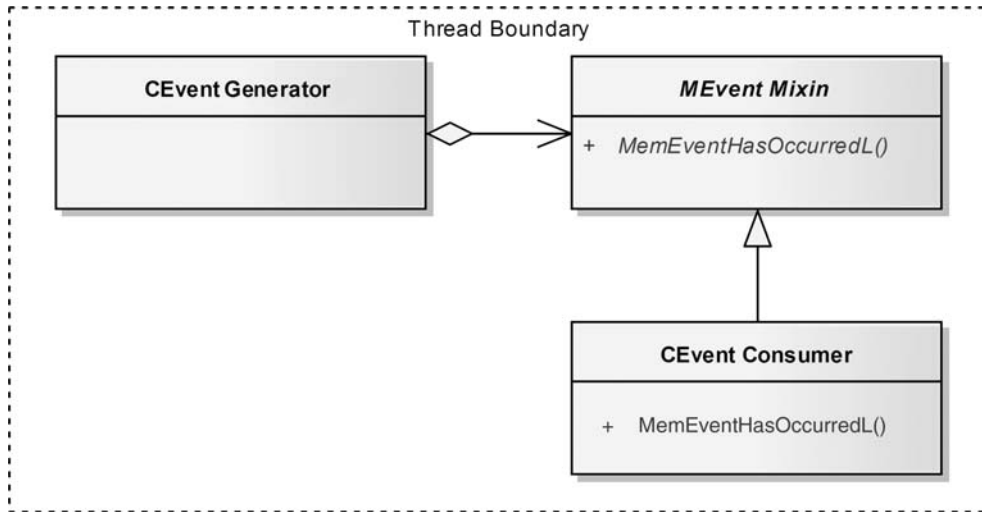 Thread Boundary
CEvent Generator
MEvent Mixin
+ MemEventHasOccurredL()
CEvent Consumer
+ MemEventHasOccurredL()